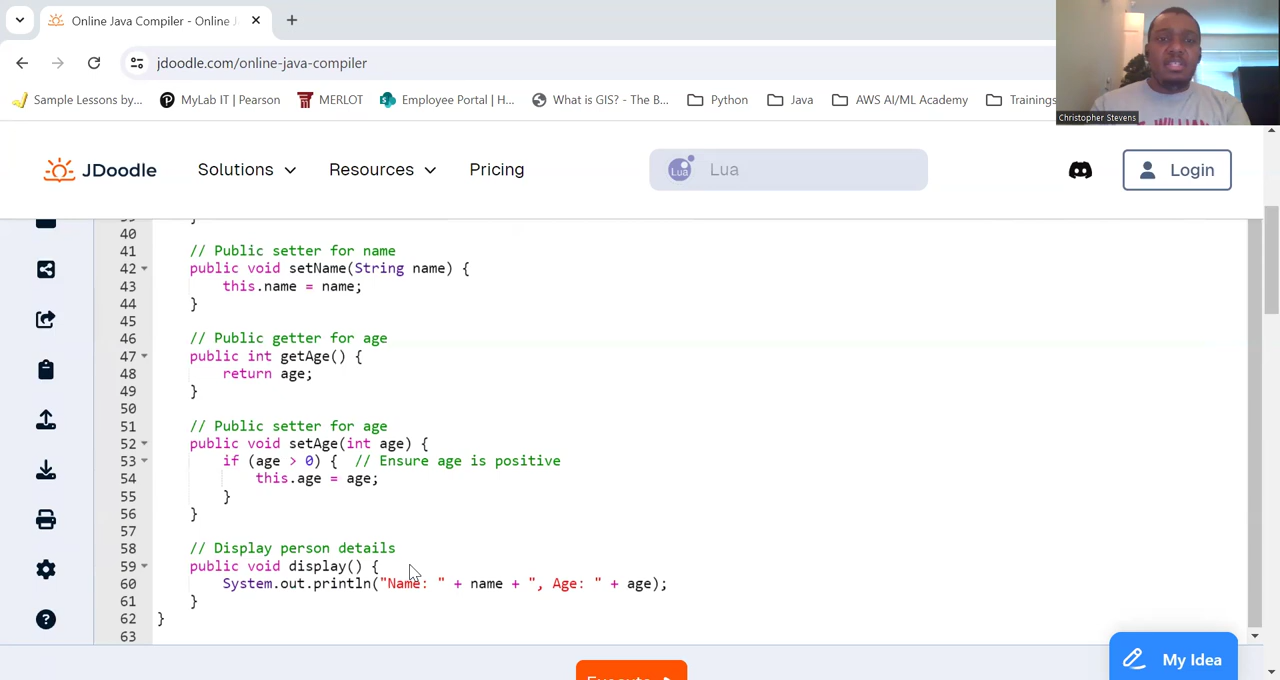 Online Java Compiler - Online
jdoodle.com/online-java-compiler
Sample Lessons by... MyLab IT | Pearson MERLOT Employee Portal | H... What is GIS? - The B... Python Java AWS AI/ML Academy Trainings
Christopher Stevens
JDoodle Solutions Resources Pricing Lua Lua Login
39 }
40
41 // Public setter for name
42 public void setName(String name) {
43 this.name = name;
44 }
45
46 // Public getter for age
47 public int getAge() {
48 return age;
49 }
50
51 // Public setter for age
52 public void setAge(int age) {
53 if (age > 0) { // Ensure age is positive
54 this.age = age;
55 }
56 }
57
58 // Display person details
59 public void display() {
60 System.out.println("Name: " + name + ", Age: " + age);
61 }
62 }
63
My Idea
Execute